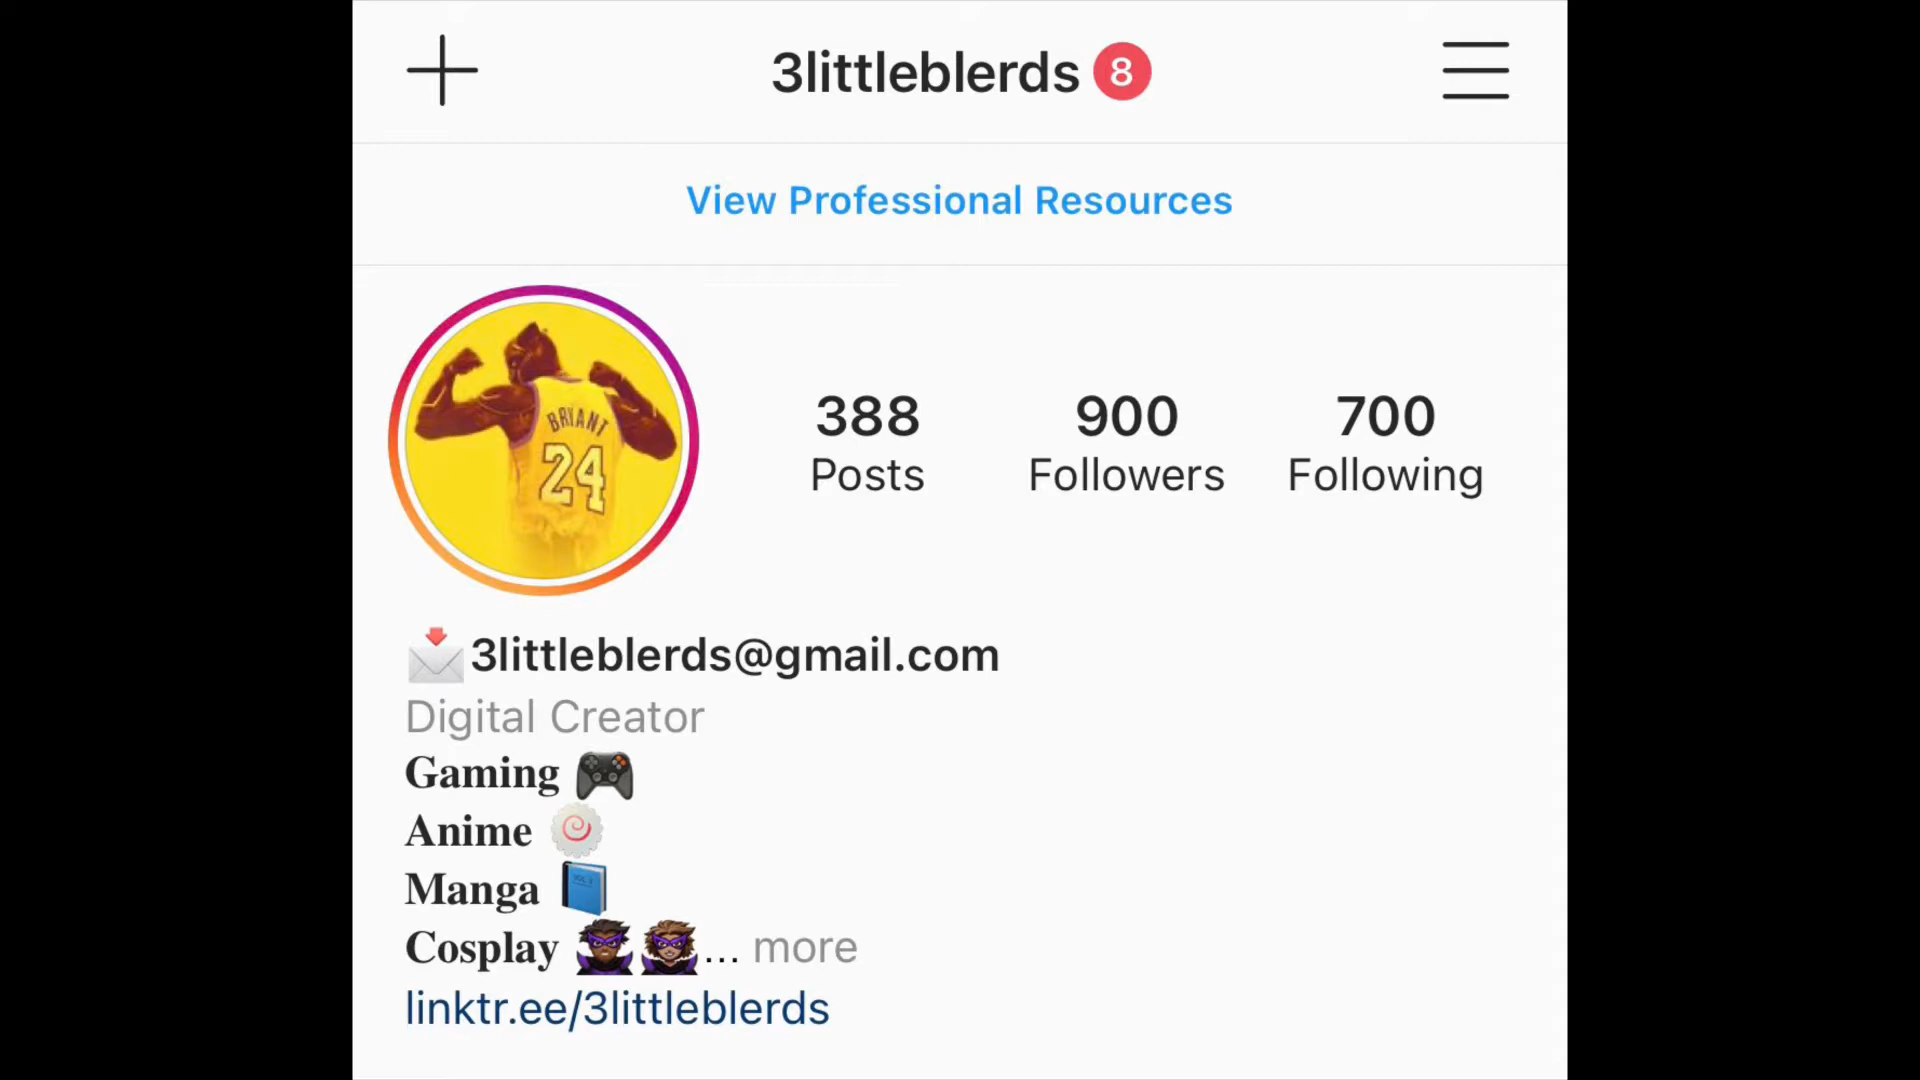 3littleblerds 8
View Professional Resources
BRYANT
24
388 900 700
Posts Followers Following
3littleblerds@gmail.com
Digital Creator
Gaming 🎮
Anime 🍥
Manga 📘
Cosplay 🦹🏾‍♂️🦹🏽‍♀️... more
linktr.ee/3littleblerds